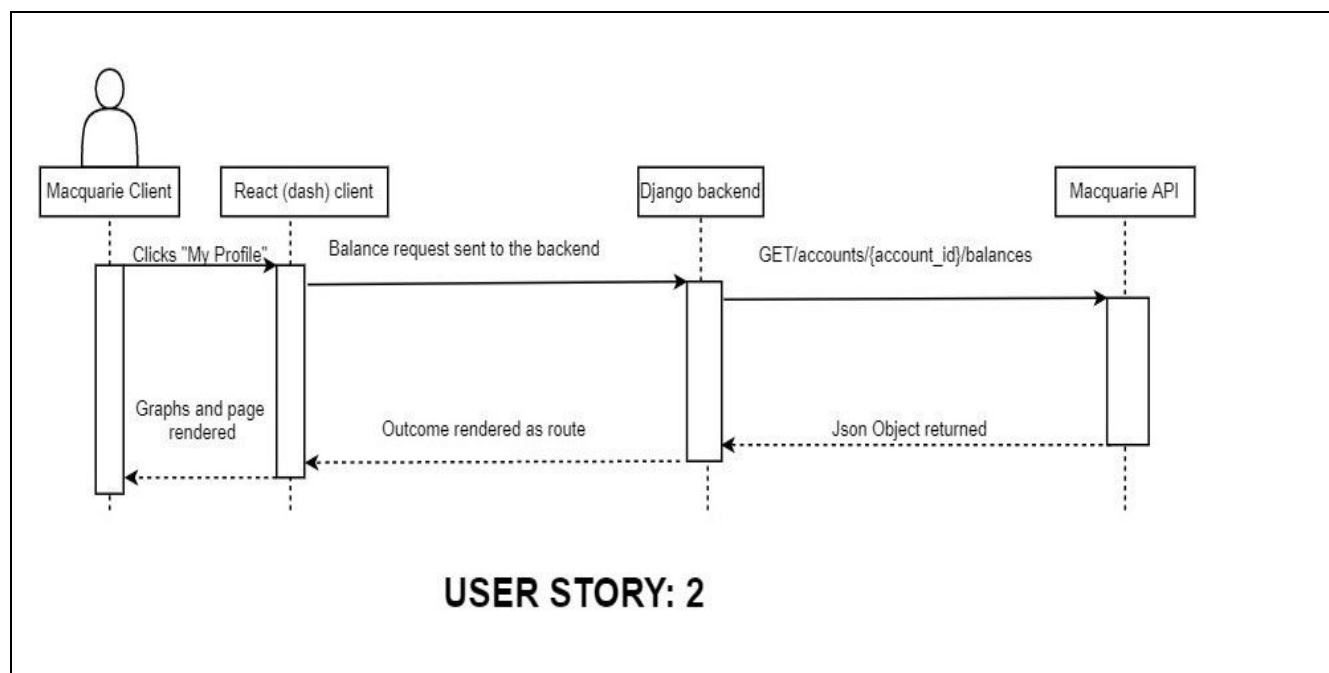 Macquarie Client
React (dash) client
Django backend
Macquarie API
Clicks "My Profile"
Balance request sent to the backend
GET/accounts/{account_id}/balances
Graphs and page
rendered
Outcome rendered as route
Json Object returned
USER STORY: 2